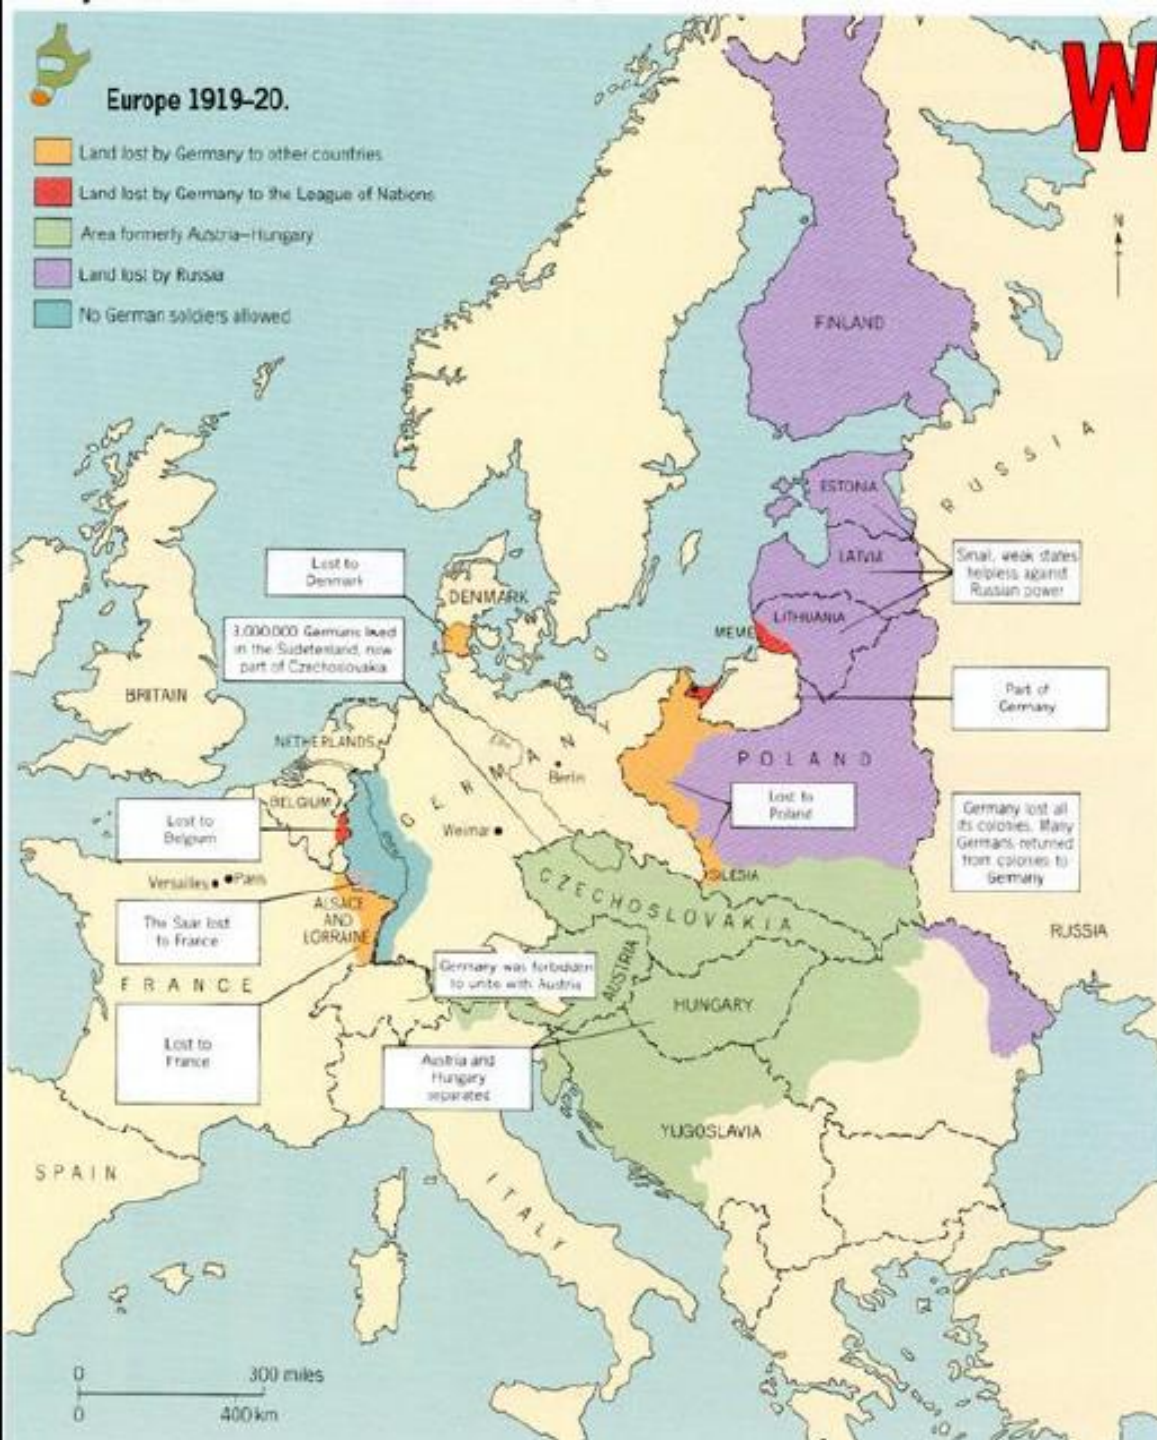 Europe 1919–20.
Land lost by Germany to other countries
Land lost by Germany to the League of Nations
Area formerly Austria–Hungary
Land lost by Russia
No German soldiers allowed
W
N
FINLAND
RUSSIA
ESTONIA
LATVIA
Small, weak states
helpless against
Russian power
LITHUANIA
MEME
Lost to
Denmark
DENMARK
3,000,000 Germans lived
in the Sudetenland, now
part of Czechoslovakia
BRITAIN
Part of
Germany
NETHERLANDS
GERMANY
Elbe
Berlin
POLAND
BELGIUM
Lost to
Belgium
Weimar
Lost to
Poland
Germany lost all
its colonies. Many
Germans returned
from colonies to
Germany
Versailles
Paris
SILESIA
CZECHOSLOVAKIA
The Saar lost
to France
ALSACE
AND
LORRAINE
RUSSIA
FRANCE
Germany was forbidden
to unite with Austria
AUSTRIA
HUNGARY
Lost to
France
Austria and
Hungary
separated
YUGOSLAVIA
SPAIN
ITALY
0 300 miles
0 400 km